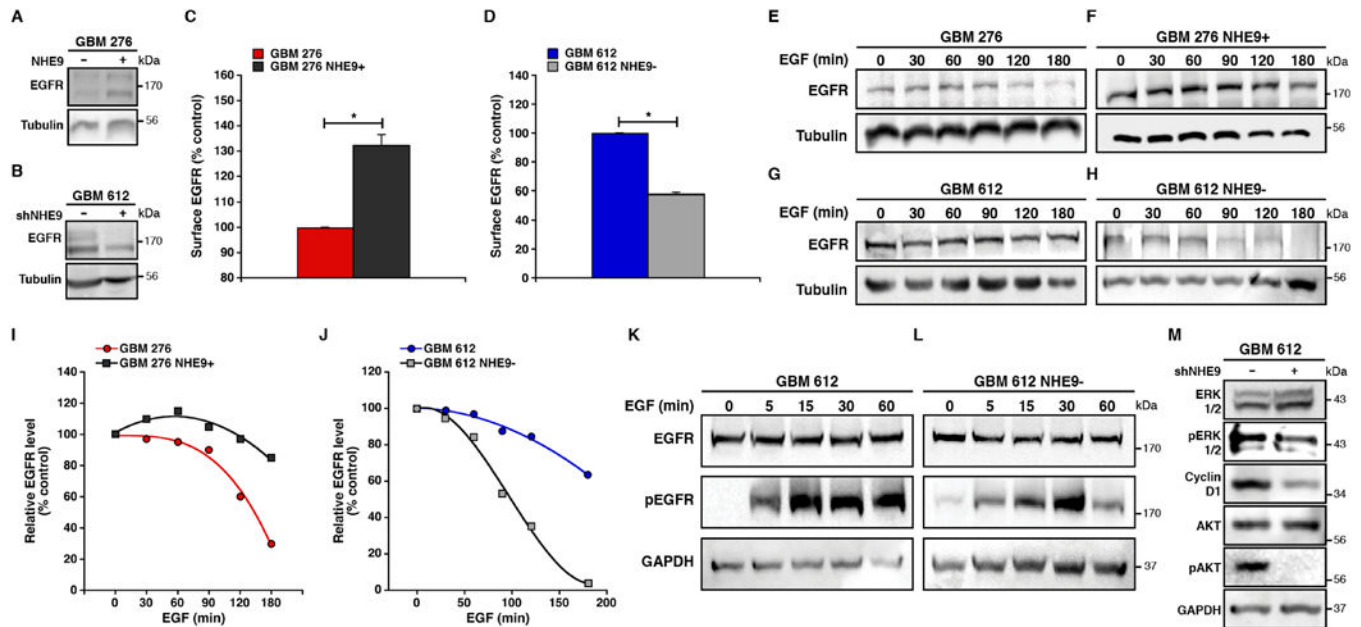 A
GBM 276
NHE9 – + kDa
EGFR
170
Tubulin
56
B
GBM 612
shNHE9 – + kDa
EGFR
170
Tubulin
56
C
GBM 276
GBM 276 NHE9+
Surface EGFR (% control)
160
150
140
130
120
110
100
90
80
*
D
GBM 612
GBM 612 NHE9-
Surface EGFR (% control)
140
120
100
80
60
40
20
0
*
E
GBM 276
EGF (min) 0 30 60 90 120 180
EGFR
Tubulin
F
GBM 276 NHE9+
0 30 60 90 120 180 kDa
170
56
G
GBM 612
EGF (min) 0 30 60 90 120 180
EGFR
Tubulin
H
GBM 612 NHE9-
0 30 60 90 120 180 kDa
170
56
I
GBM 276
GBM 276 NHE9+
Relative EGFR level
(% control)
140
120
100
80
60
40
20
0
0 30 60 90 120 180
EGF (min)
J
GBM 612
GBM 612 NHE9-
Relative EGFR level
(% control)
120
100
80
60
40
20
0
0 50 100 150 200
EGF (min)
K
GBM 612
EGF (min) 0 5 15 30 60
EGFR
pEGFR
GAPDH
L
GBM 612 NHE9-
0 5 15 30 60 kDa
170
170
37
M
GBM 612
shNHE9 – + kDa
ERK
1/2
43
pERK
1/2
43
Cyclin
D1
34
AKT
56
pAKT
56
GAPDH
37